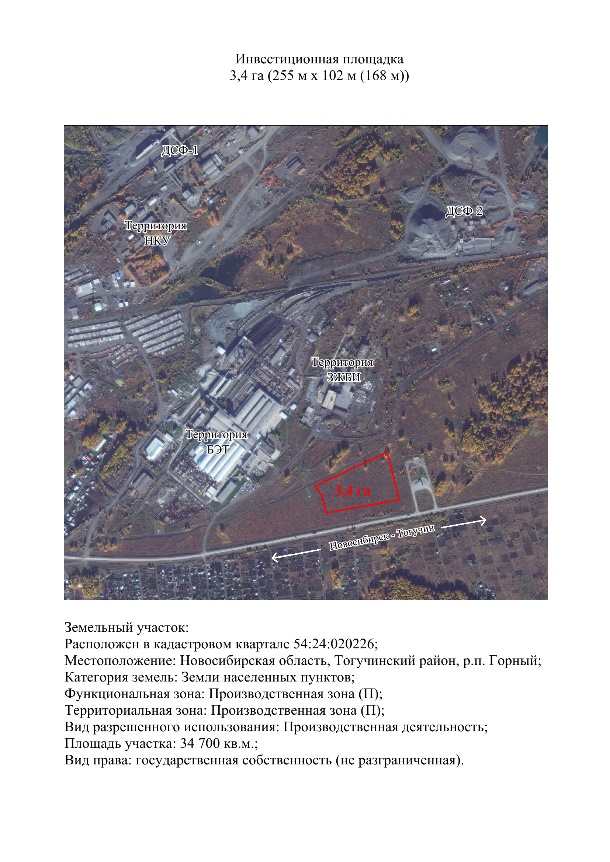 Инвестиционная площадка
3,4 га (255 м х 102 м (168 м))
ДСФ-1
ДСФ-2
Территория
НКУ
Территория
ЗЖБИ
Территория
БЭТ
3,4 га
Новосибирск - Тогучин
Земельный участок:
Расположен в кадастровом квартале 54:24:020226;
Местоположение: Новосибирская область, Тогучинский район, р.п. Горный;
Категория земель: Земли населенных пунктов;
Функциональная зона: Производственная зона (П);
Территориальная зона: Производственная зона (П);
Вид разрешенного использования: Производственная деятельность;
Площадь участка: 34 700 кв.м.;
Вид права: государственная собственность (не разграниченная).